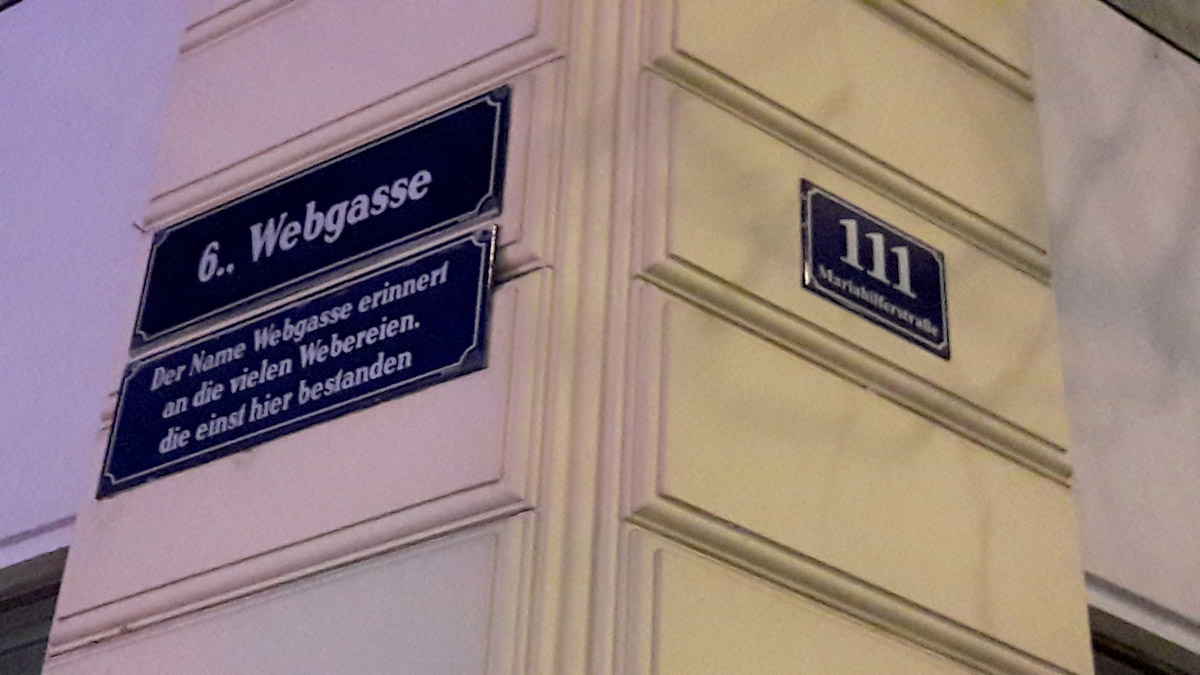 6., Webgasse
Der Name Webgasse erinnert
an die vielen Webereien.
die einst hier bestanden
111
Mariahilferstraße